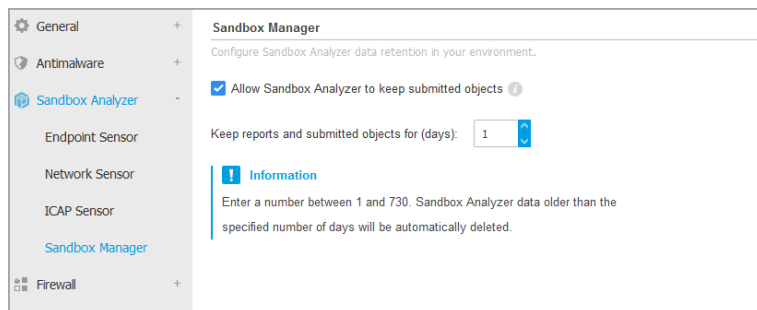 General +
Antimalware +
Sandbox Analyzer -
Endpoint Sensor
Network Sensor
ICAP Sensor
Sandbox Manager
Firewall +
Sandbox Manager
Configure Sandbox Analyzer data retention in your environment.
Allow Sandbox Analyzer to keep submitted objects i
Keep reports and submitted objects for (days): 1
! Information
Enter a number between 1 and 730. Sandbox Analyzer data older than the
specified number of days will be automatically deleted.